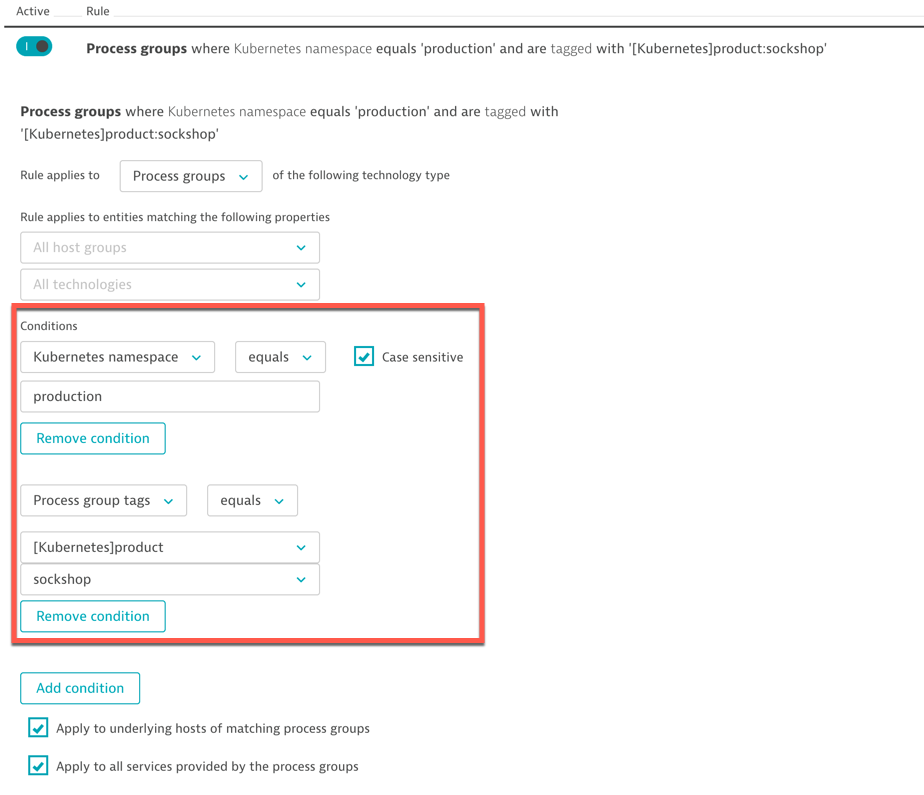 Active Rule
Process groups where Kubernetes namespace equals 'production' and are tagged with '[Kubernetes]product:sockshop'
Process groups where Kubernetes namespace equals 'production' and are tagged with
'[Kubernetes]product:sockshop'
Rule applies to Process groups of the following technology type
Rule applies to entities matching the following properties
All host groups
All technologies
Conditions
Kubernetes namespace equals Case sensitive
production
Remove condition
Process group tags equals
[Kubernetes]product
sockshop
Remove condition
Add condition
Apply to underlying hosts of matching process groups
Apply to all services provided by the process groups